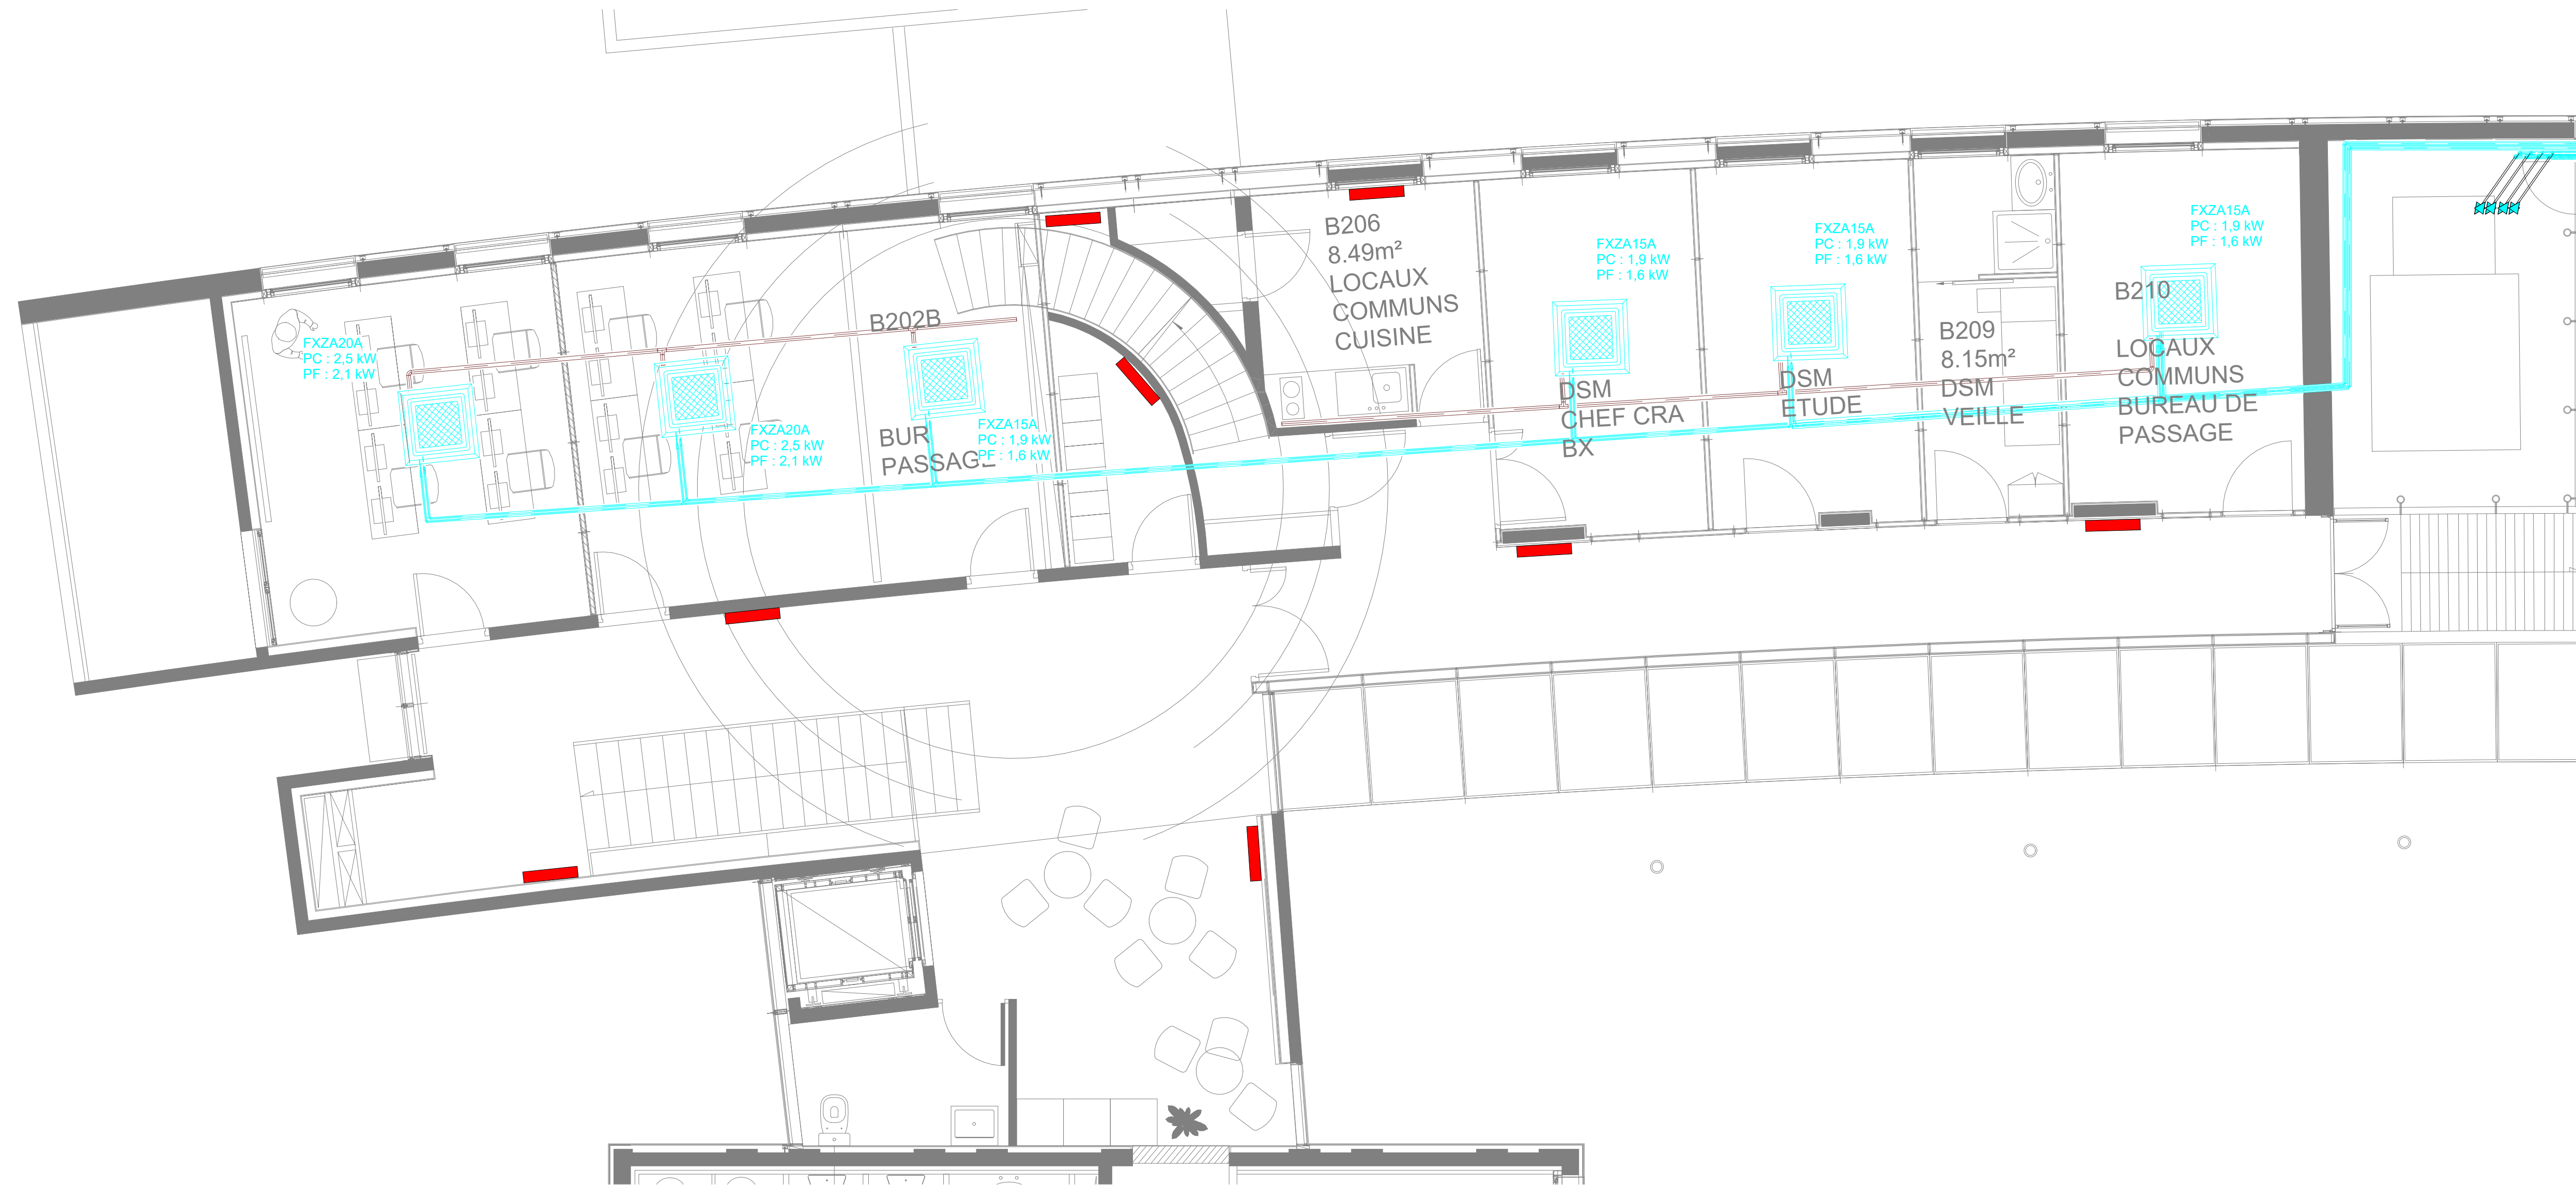 FXZA20A
PC : 2,5 kW
PF : 2,1 kW
FXZA20A
PC : 2,5 kW
PF : 2,1 kW
B202B
BUR
PASSAGE
FXZA15A
PC : 1,9 kW
PF : 1,6 kW
B206
8.49m²
LOCAUX
COMMUNS
CUISINE
FXZA15A
PC : 1,9 kW
PF : 1,6 kW
DSM
CHEF CRA
BX
FXZA15A
PC : 1,9 kW
PF : 1,6 kW
DSM
ETUDE
B209
8.15m²
DSM
VEILLE
FXZA15A
PC : 1,9 kW
PF : 1,6 kW
B210
LOCAUX
COMMUNS
BUREAU DE
PASSAGE